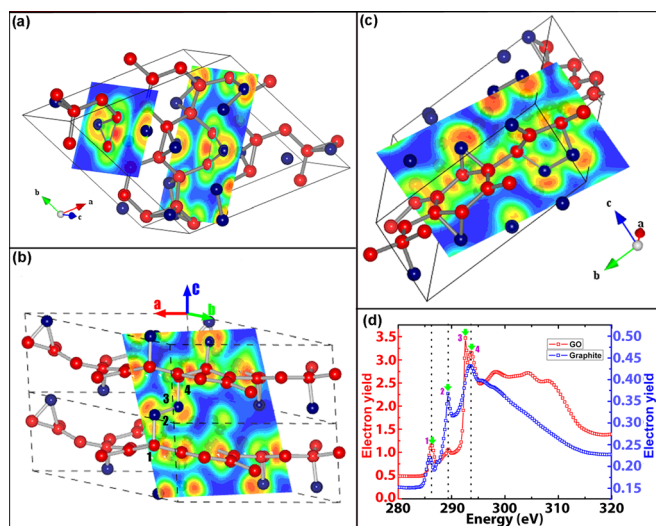 (a)
b
a
c
(b)
a
c
b
3
4
2
1
(c)
c
a
b
(d)
3
4
2
1
GO
Graphite
3.5
3.0
2.5
2.0
1.5
1.0
0.5
0.0
Electron yield
0.50
0.45
0.40
0.35
0.30
0.25
0.20
0.15
Electron yield
280 290 300 310 320
Energy (eV)